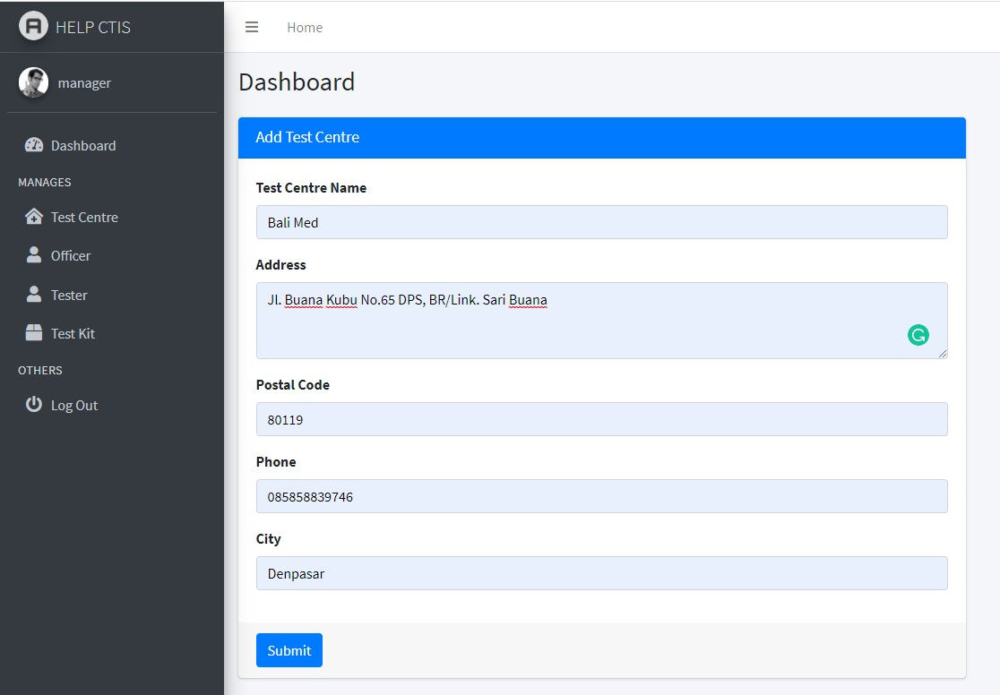 HELP CTIS
Home
manager
Dashboard
MANAGES
Test Centre
Officer
Tester
Test Kit
OTHERS
Log Out
Dashboard
Add Test Centre
Test Centre Name
Bali Med
Address
Jl. Buana Kubu No.65 DPS, BR/Link. Sari Buana
Postal Code
80119
Phone
085858839746
City
Denpasar
Submit